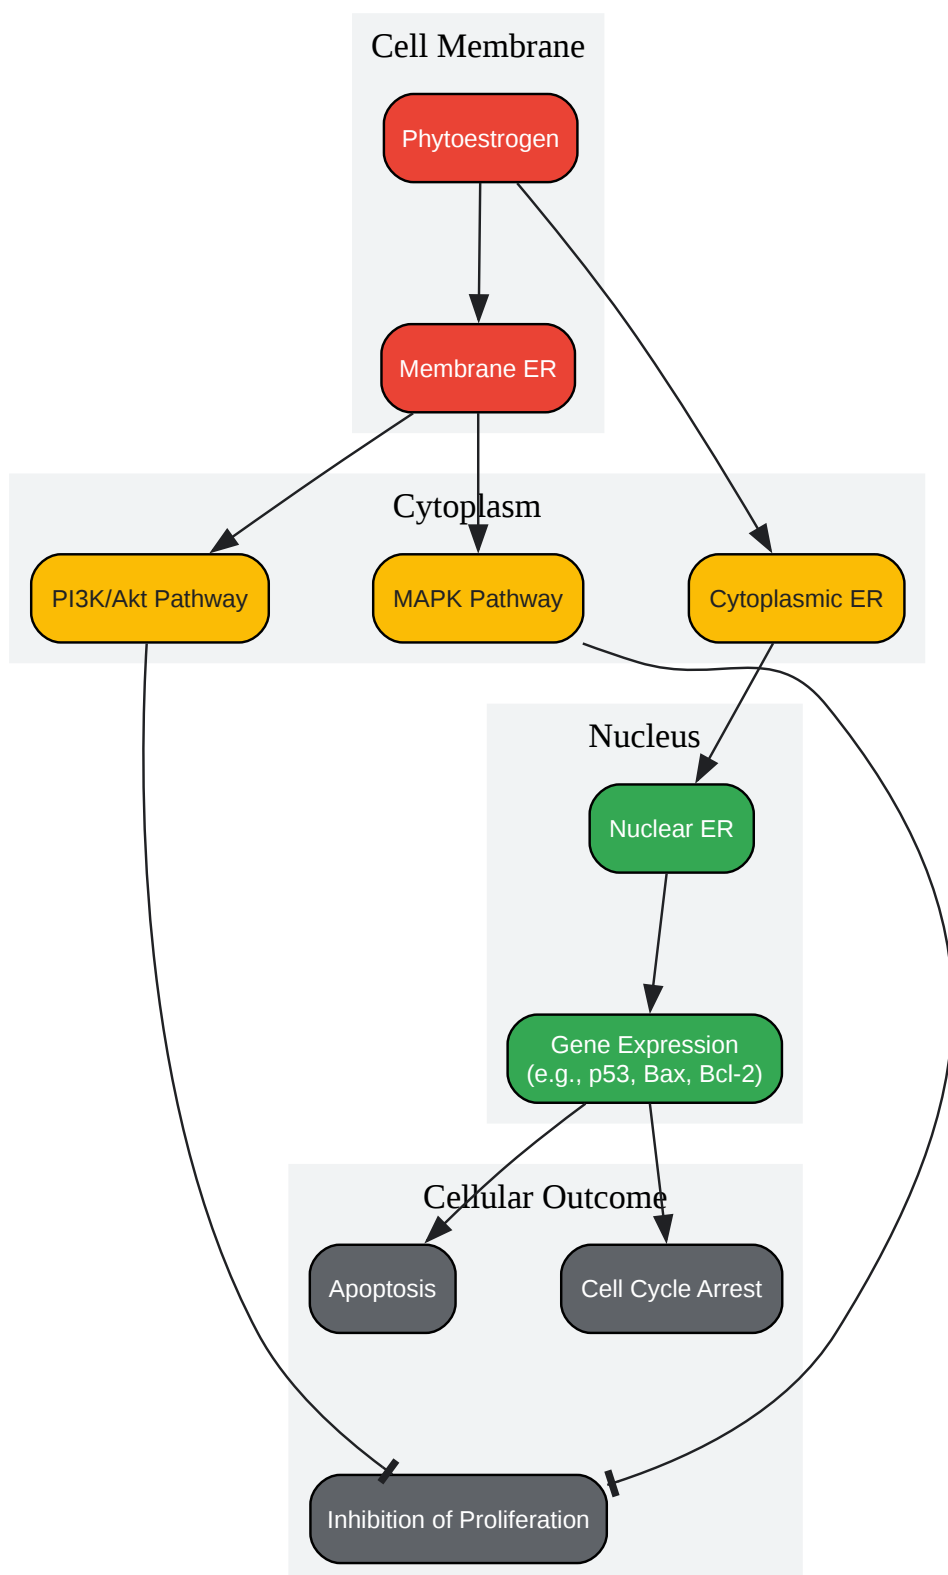 Cell Membrane
Phytoestrogen
Membrane ER
Cytoplasm
PI3K/Akt Pathway
MAPK Pathway
Cytoplasmic ER
Nucleus
Nuclear ER
Gene Expression
(e.g., p53, Bax, Bcl-2)
Cellular Outcome
Apoptosis
Cell Cycle Arrest
Inhibition of Proliferation